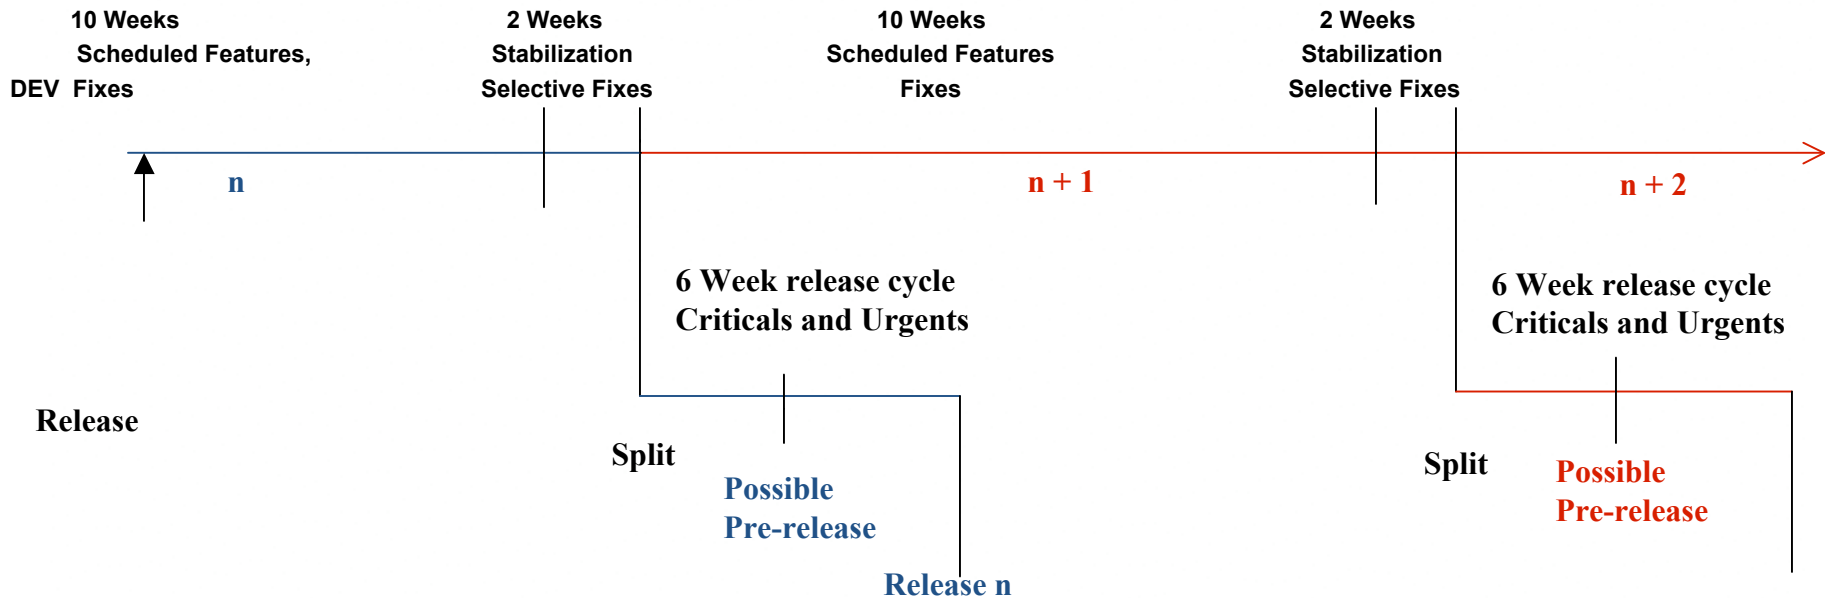 10 Weeks
Scheduled Features,
DEV Fixes
2 Weeks
Stabilization
Selective Fixes
10 Weeks
Scheduled Features
Fixes
2 Weeks
Stabilization
Selective Fixes
n
n + 1
n + 2
6 Week release cycle
Criticals and Urgents
6 Week release cycle
Criticals and Urgents
Release
Split
Possible
Pre-release
Release n
Split
Possible
Pre-release